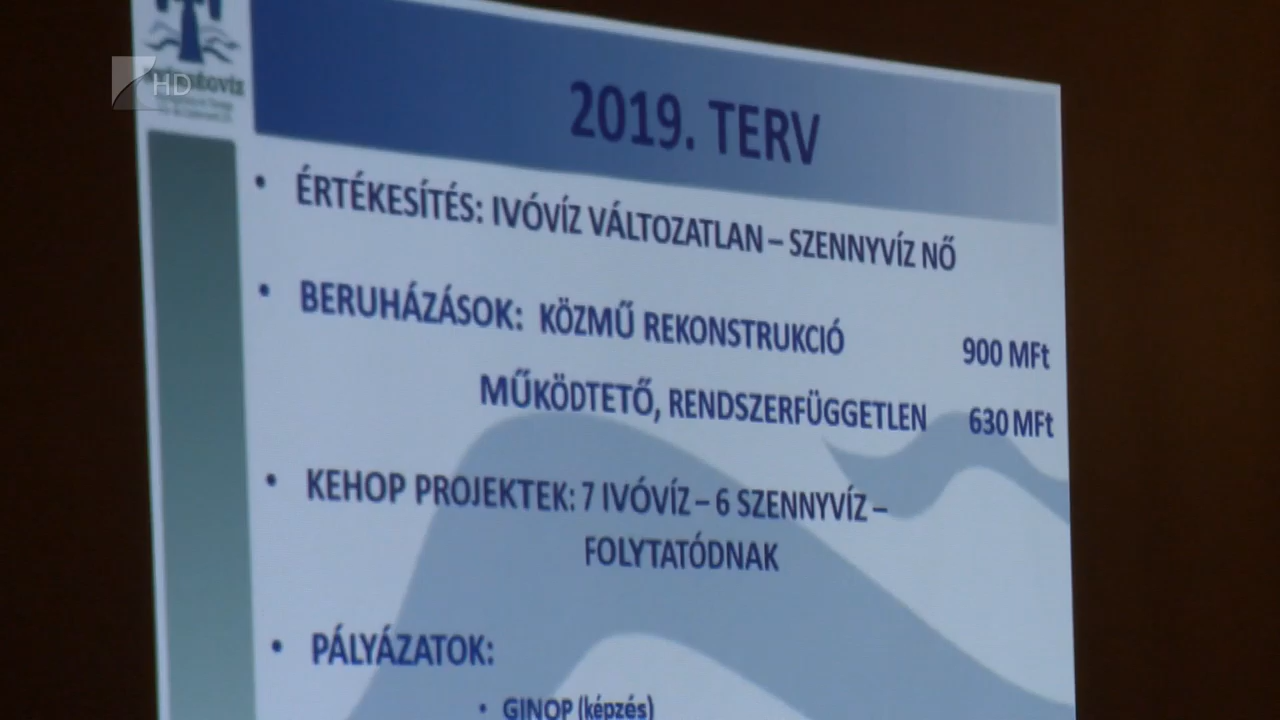 HD
2019. TERV
• ÉRTÉKESÍTÉS: IVÓVÍZ VÁLTOZATLAN – SZENNYVÍZ NŐ
• BERUHÁZÁSOK: KÖZMŰ REKONSTRUKCIÓ 900 MFt
MŰKÖDTETŐ, RENDSZERFÜGGETLEN 630 MFt
• KEHOP PROJEKTEK: 7 IVÓVÍZ – 6 SZENNYVÍZ –
FOLYTATÓDNAK
• PÁLYÁZATOK:
• GINOP (képzés)